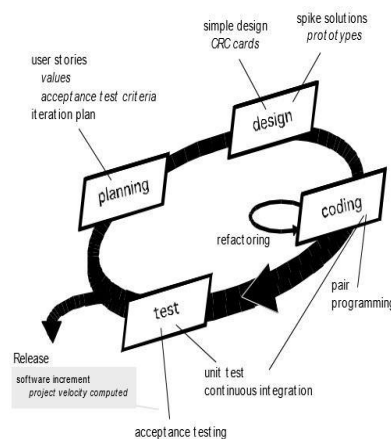 simple design
CRC cards
spike solutions
prototypes
user stories
values
acceptance test criteria
iteration plan
design
planning
coding
refactoring
test
pair
programming
Release
software increment
project velocity computed
unit test
continuous integration
acceptance testing